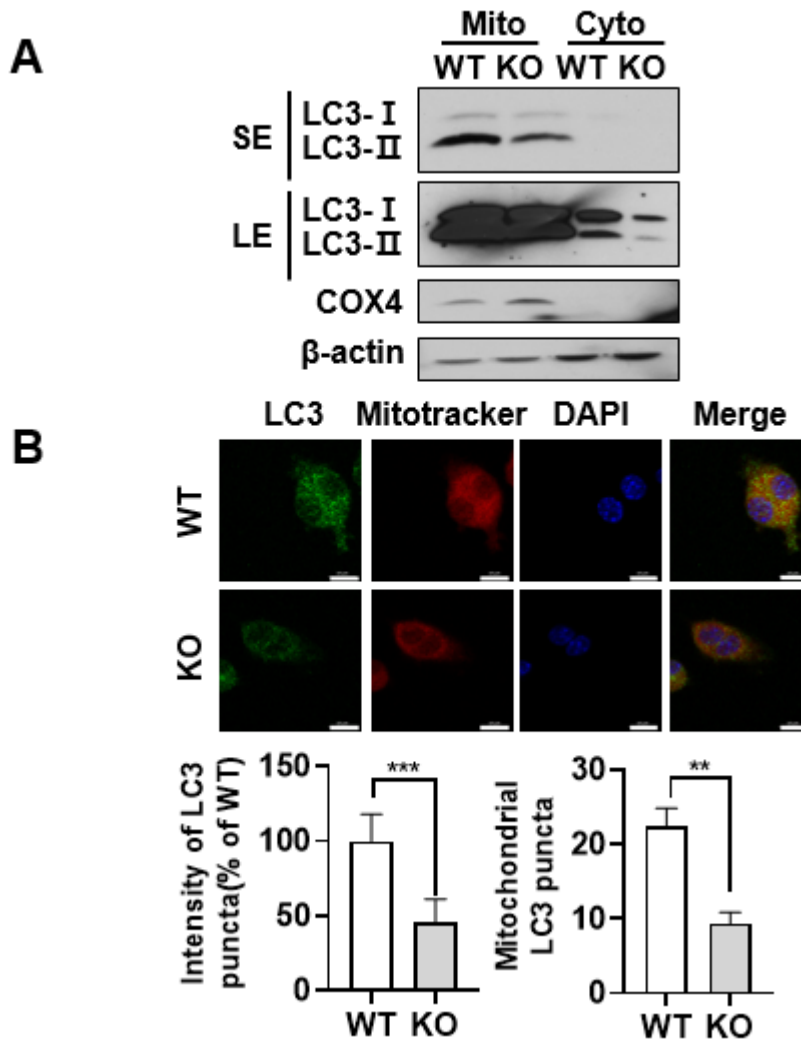 A
Mito Cyto
WT KO WT KO
SE
LC3-Ⅰ
LC3-Ⅱ
LE
LC3-Ⅰ
LC3-Ⅱ
COX4
β-actin
B
LC3 Mitotracker DAPI Merge
WT
KO
Intensity of LC3
puncta(% of WT)
150
100
50
0
***
WT KO
Mitochondrial
LC3 puncta
30
20
10
0
**
WT KO